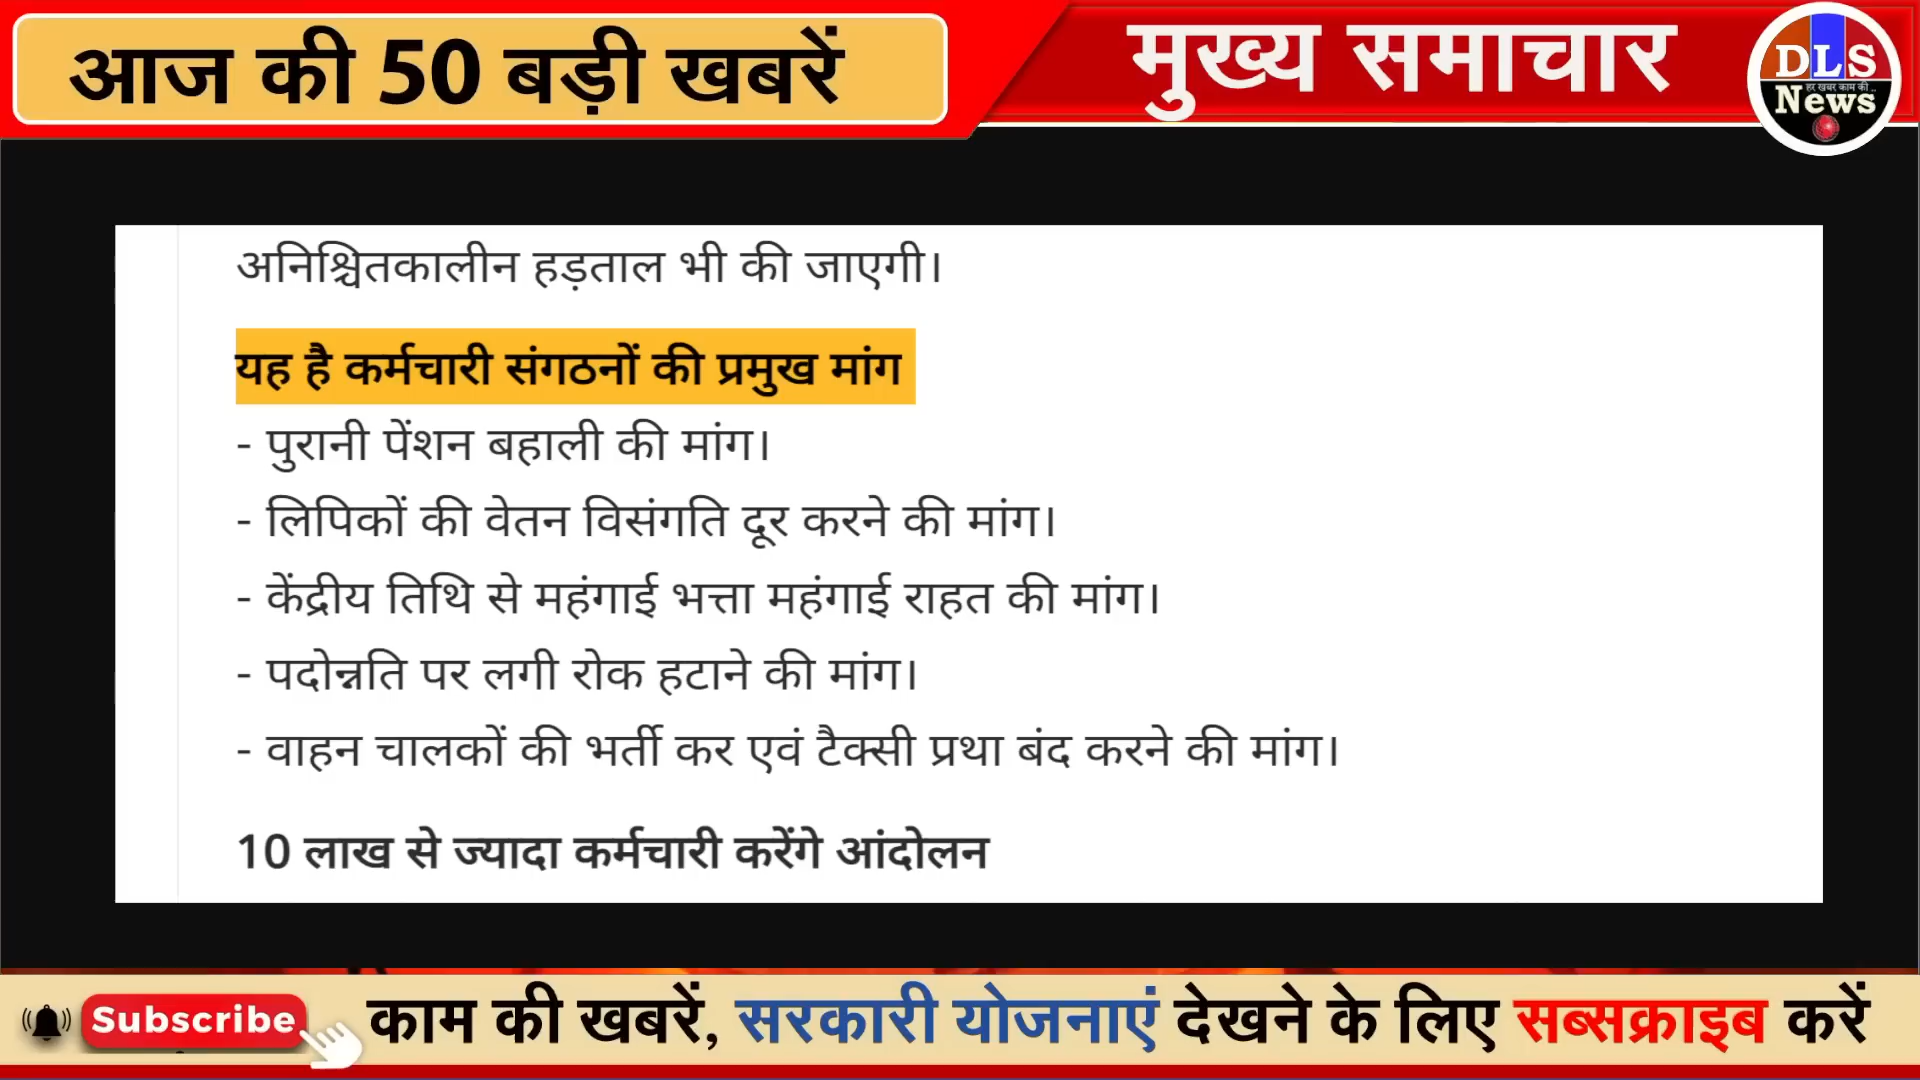 आज की 50 बड़ी खबरें
मुख्य समाचार
DLS
हर खबर काम की..
News
अनिश्चितकालीन हड़ताल भी की जाएगी।
यह है कर्मचारी संगठनों की प्रमुख मांग
- पुरानी पेंशन बहाली की मांग।
- लिपिकों की वेतन विसंगति दूर करने की मांग।
- केंद्रीय तिथि से महंगाई भत्ता महंगाई राहत की मांग।
- पदोन्नति पर लगी रोक हटाने की मांग।
- वाहन चालकों की भर्ती कर एवं टैक्सी प्रथा बंद करने की मांग।
10 लाख से ज्यादा कर्मचारी करेंगे आंदोलन
Subscribe
काम की खबरें, सरकारी योजनाएं देखने के लिए सब्सक्राइब करें